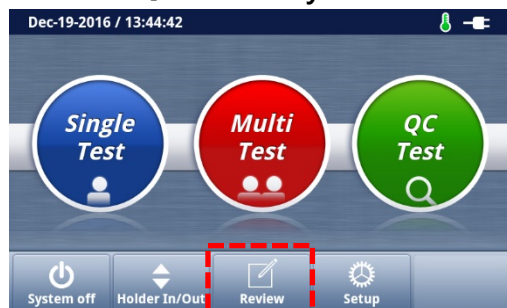 Dec-19-2016 / 13:44:42
Single
Test
Multi
Test
QC
Test
System off
Holder In/Out
Review
Setup